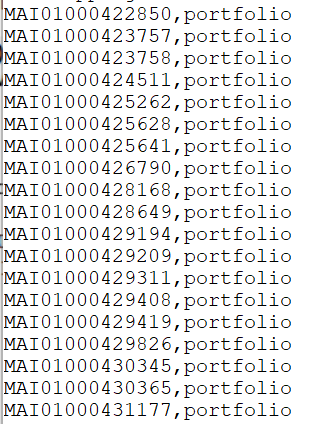 MAI01000422850,portfolio
MAI01000423757,portfolio
MAI01000423758,portfolio
MAI01000424511,portfolio
MAI01000425262,portfolio
MAI01000425628,portfolio
MAI01000425641,portfolio
MAI01000426790,portfolio
MAI01000428168,portfolio
MAI01000428649,portfolio
MAI01000429194,portfolio
MAI01000429209,portfolio
MAI01000429311,portfolio
MAI01000429408,portfolio
MAI01000429419,portfolio
MAI01000429826,portfolio
MAI01000430345,portfolio
MAI01000430365,portfolio
MAI01000431177,portfolio